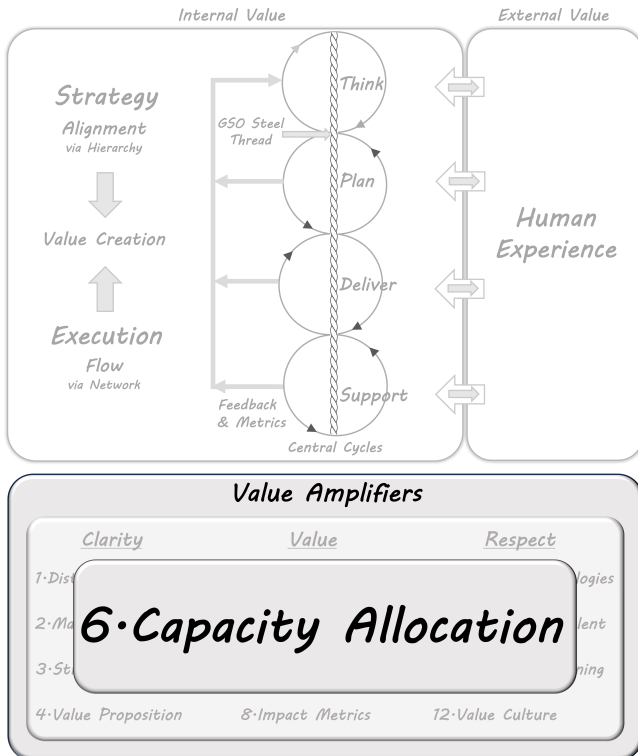 Internal Value
External Value
Strategy
Alignment
via Hierarchy
Value Creation
Execution
Flow
via Network
GSO Steel
Thread
Think
Plan
Deliver
Support
Feedback
& Metrics
Central Cycles
Human
Experience
Value Amplifiers
Clarity Value Respect
6·Capacity Allocation
4·Value Proposition 8·Impact Metrics 12·Value Culture